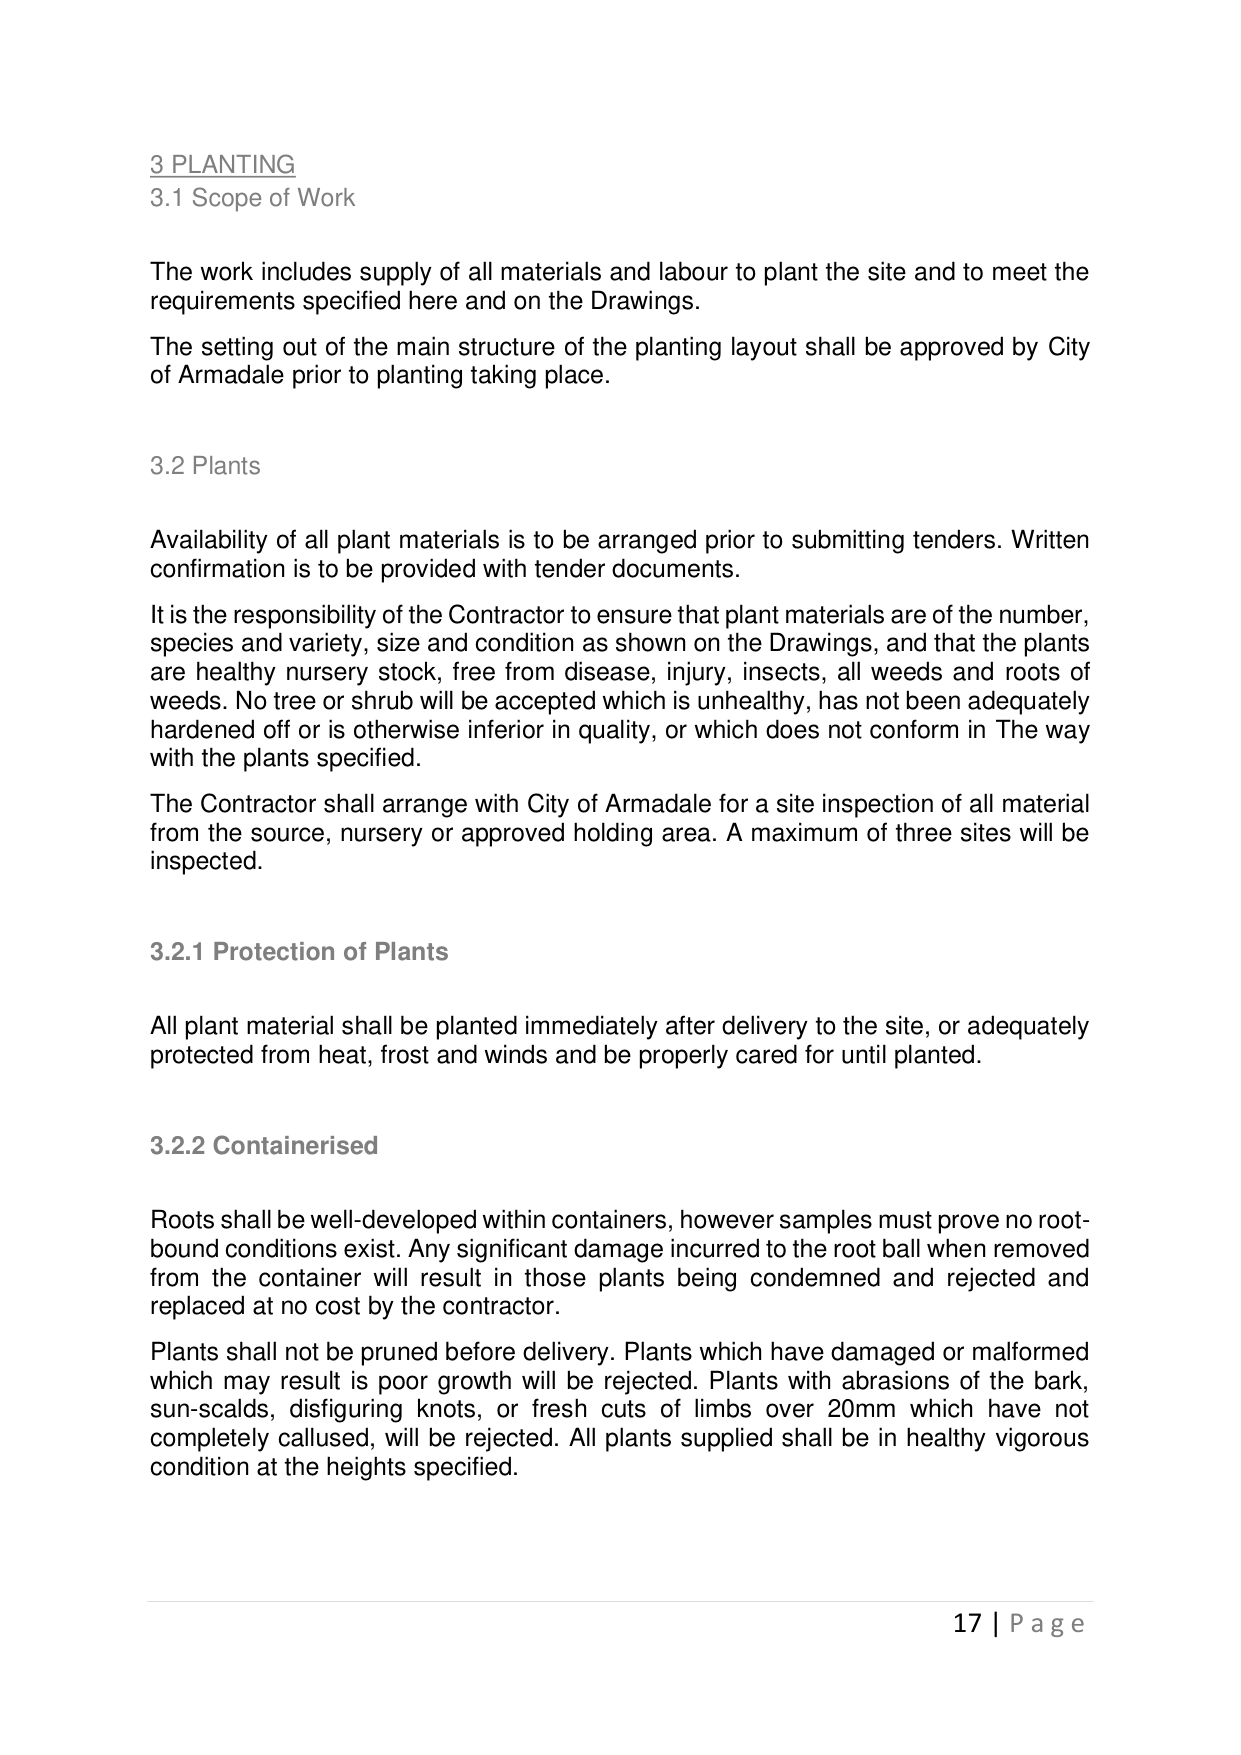 3 PLANTING
3.1 Scope of Work
The work includes supply of all materials and labour to plant the site and to meet the
requirements specified here and on the Drawings.
The setting out of the main structure of the planting layout shall be approved by City
of Armadale prior to planting taking place.
3.2 Plants
Availability of all plant materials is to be arranged prior to submitting tenders. Written
confirmation is to be provided with tender documents.
It is the responsibility of the Contractor to ensure that plant materials are of the number,
species and variety, size and condition as shown on the Drawings, and that the plants
are healthy nursery stock, free from disease, injury, insects, all weeds and roots of
weeds. No tree or shrub will be accepted which is unhealthy, has not been adequately
hardened off or is otherwise inferior in quality, or which does not conform in The way
with the plants specified.
The Contractor shall arrange with City of Armadale for a site inspection of all material
from the source, nursery or approved holding area. A maximum of three sites will be
inspected.
3.2.1 Protection of Plants
All plant material shall be planted immediately after delivery to the site, or adequately
protected from heat, frost and winds and be properly cared for until planted.
3.2.2 Containerised
Roots shall be well-developed within containers, however samples must prove no root-
bound conditions exist. Any significant damage incurred to the root ball when removed
from the container will result in those plants being condemned and rejected and
replaced at no cost by the contractor.
Plants shall not be pruned before delivery. Plants which have damaged or malformed
which may result is poor growth will be rejected. Plants with abrasions of the bark,
sun-scalds, disfiguring knots, or fresh cuts of limbs over 20mm which have not
completely callused, will be rejected. All plants supplied shall be in healthy vigorous
condition at the heights specified.
17 | Page